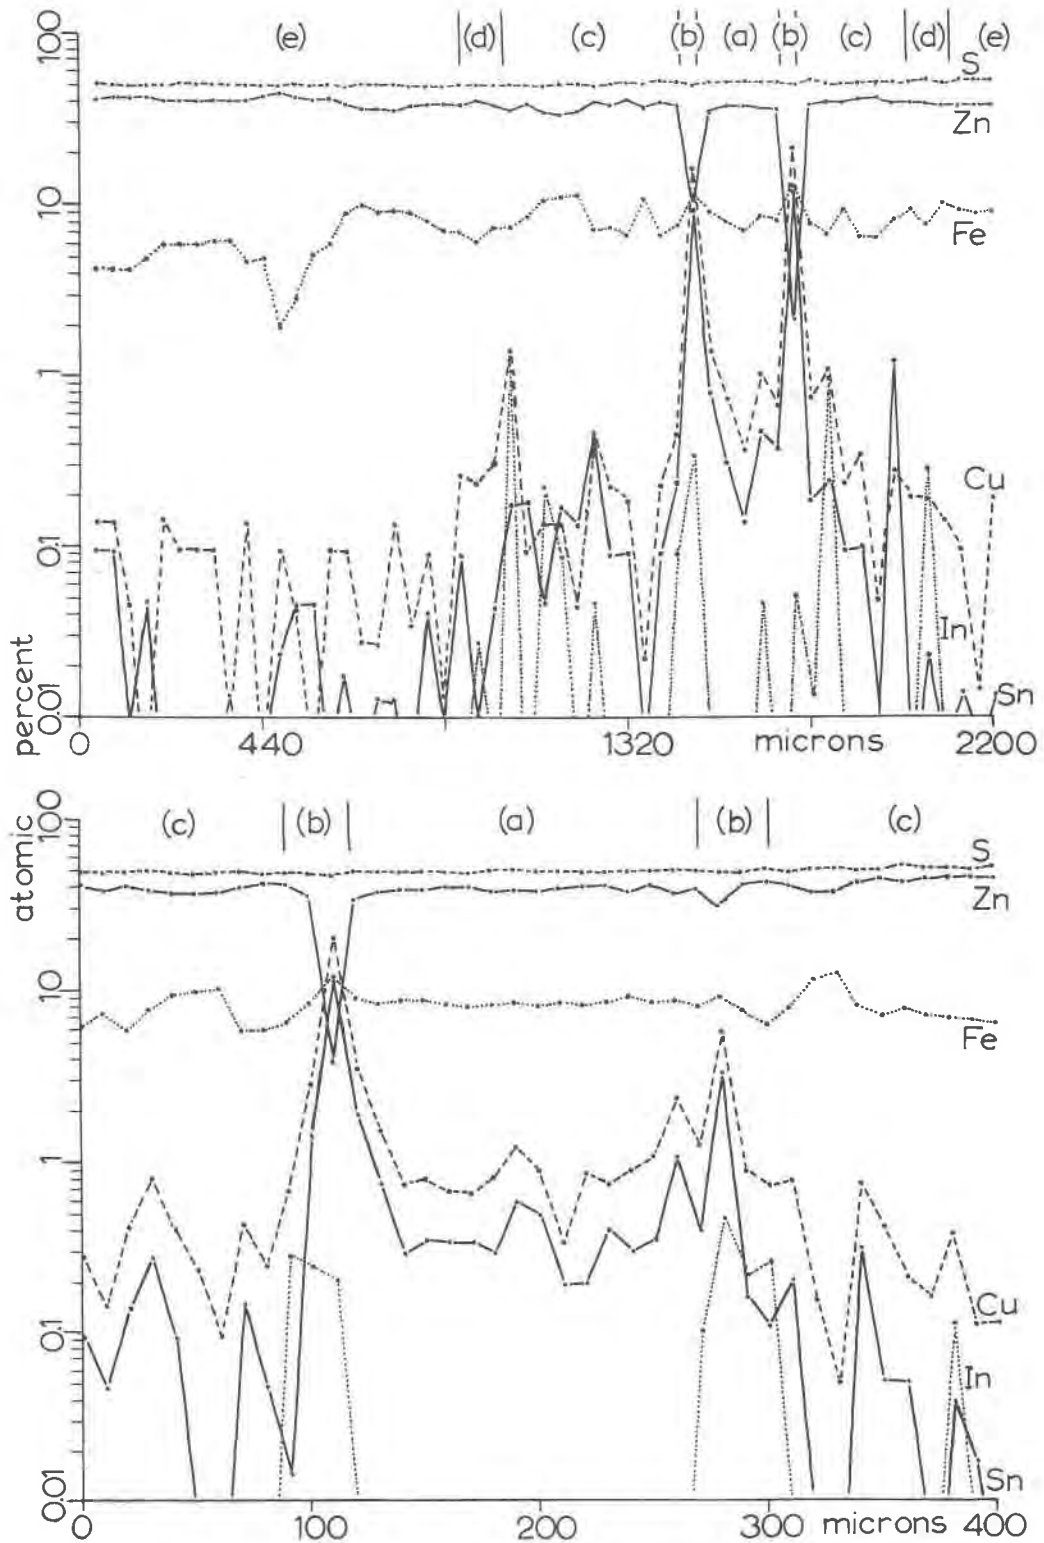 (e) (d) (c) (b) (a) (b) (c) (d) (e)
100
S
Zn
10
Fe
1
Cu
0.1
In
Sn
0.01
0 440 1320 microns 2200
atomic percent
100
(c) (b) (a) (b) (c)
S
Zn
10
Fe
1
Cu
0.1
In
Sn
0.01
0 100 200 300 microns 400